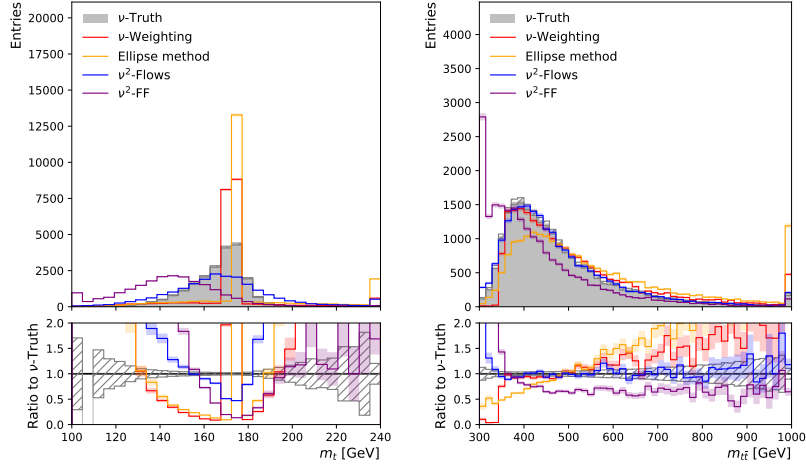 Entries
20000
17500
15000
12500
10000
7500
5000
2500
0
ν-Truth
ν-Weighting
Ellipse method
ν²-Flows
ν²-FF
Ratio to ν-Truth
2.0
1.5
1.0
0.5
0.0
100 120 140 160 180 200 220 240
m_t [GeV]
Entries
4000
3500
3000
2500
2000
1500
1000
500
0
ν-Truth
ν-Weighting
Ellipse method
ν²-Flows
ν²-FF
Ratio to ν-Truth
2.0
1.5
1.0
0.5
0.0
300 400 500 600 700 800 900 1000
m_tt̄ [GeV]